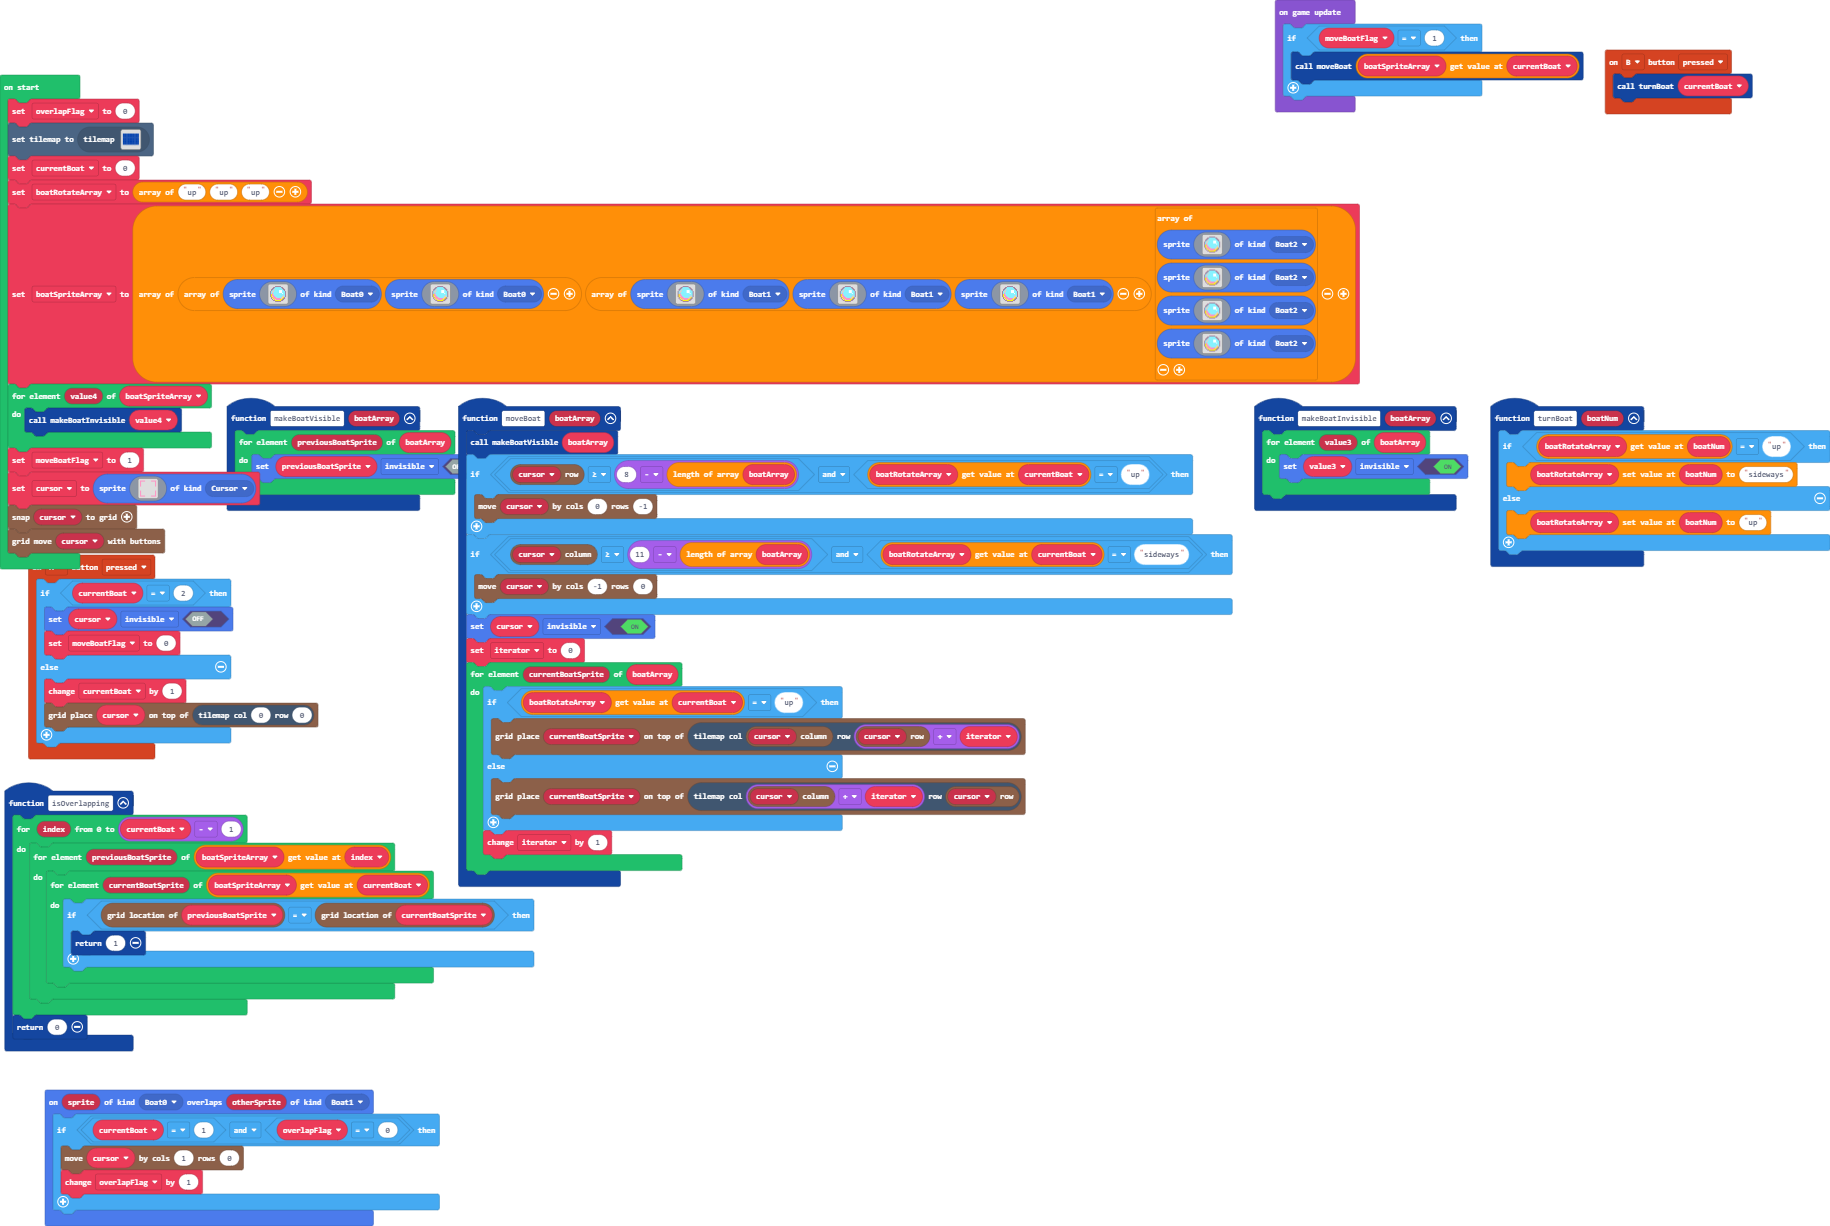 on game update
if moveBoatFlag = 1 then
call moveBoat boatSpriteArray get value at currentBoat
on B button pressed
call turnBoat currentBoat
on start
set overlapFlag to 0
set tilemap to tilemap
set currentBoat to 0
set boatRotateArray to array of "up" "up" "up"
set boatSpriteArray to array of array of sprite of kind Boat0 sprite of kind Boat0 array of sprite of kind Boat1 sprite of kind Boat1 sprite of kind Boat1
array of
sprite of kind Boat2
sprite of kind Boat2
sprite of kind Boat2
sprite of kind Boat2
for element value4 of boatSpriteArray
do call makeBoatInvisible value4
set moveBoatFlag to 1
set cursor to sprite of kind Cursor
snap cursor to grid
grid move cursor with buttons
button pressed
if currentBoat = 2 then
set cursor invisible OFF
set moveBoatFlag to 0
else
change currentBoat by 1
grid place cursor on top of tilemap col 0 row 0
function makeBoatVisible boatArray
for element previousBoatSprite of boatArray
do set previousBoatSprite invisible
function moveBoat boatArray
call makeBoatVisible boatArray
if cursor row ≥ 8 - length of array boatArray and boatRotateArray get value at currentBoat = "up" then
move cursor by cols 0 rows -1
if cursor column ≥ 11 - length of array boatArray and boatRotateArray get value at currentBoat = "sideways" then
move cursor by cols -1 rows 0
set cursor invisible ON
set iterator to 0
for element currentBoatSprite of boatArray
do
if boatRotateArray get value at currentBoat = "up" then
grid place currentBoatSprite on top of tilemap col cursor column row cursor row + iterator
else
grid place currentBoatSprite on top of tilemap col cursor column + iterator row cursor row
change iterator by 1
function makeBoatInvisible boatArray
for element value3 of boatArray
do set value3 invisible ON
function turnBoat boatNum
if boatRotateArray get value at boatNum = "up" then
boatRotateArray set value at boatNum to "sideways"
else
boatRotateArray set value at boatNum to "up"
function isOverlapping
for index from 0 to currentBoat - 1
do
for element previousBoatSprite of boatSpriteArray get value at index
do
for element currentBoatSprite of boatSpriteArray get value at currentBoat
do
if grid location of previousBoatSprite = grid location of currentBoatSprite then
return 1
return 0
on sprite of kind Boat0 overlaps otherSprite of kind Boat1
if currentBoat = 1 and overlapFlag = 0 then
move cursor by cols 1 rows 0
change overlapFlag by 1